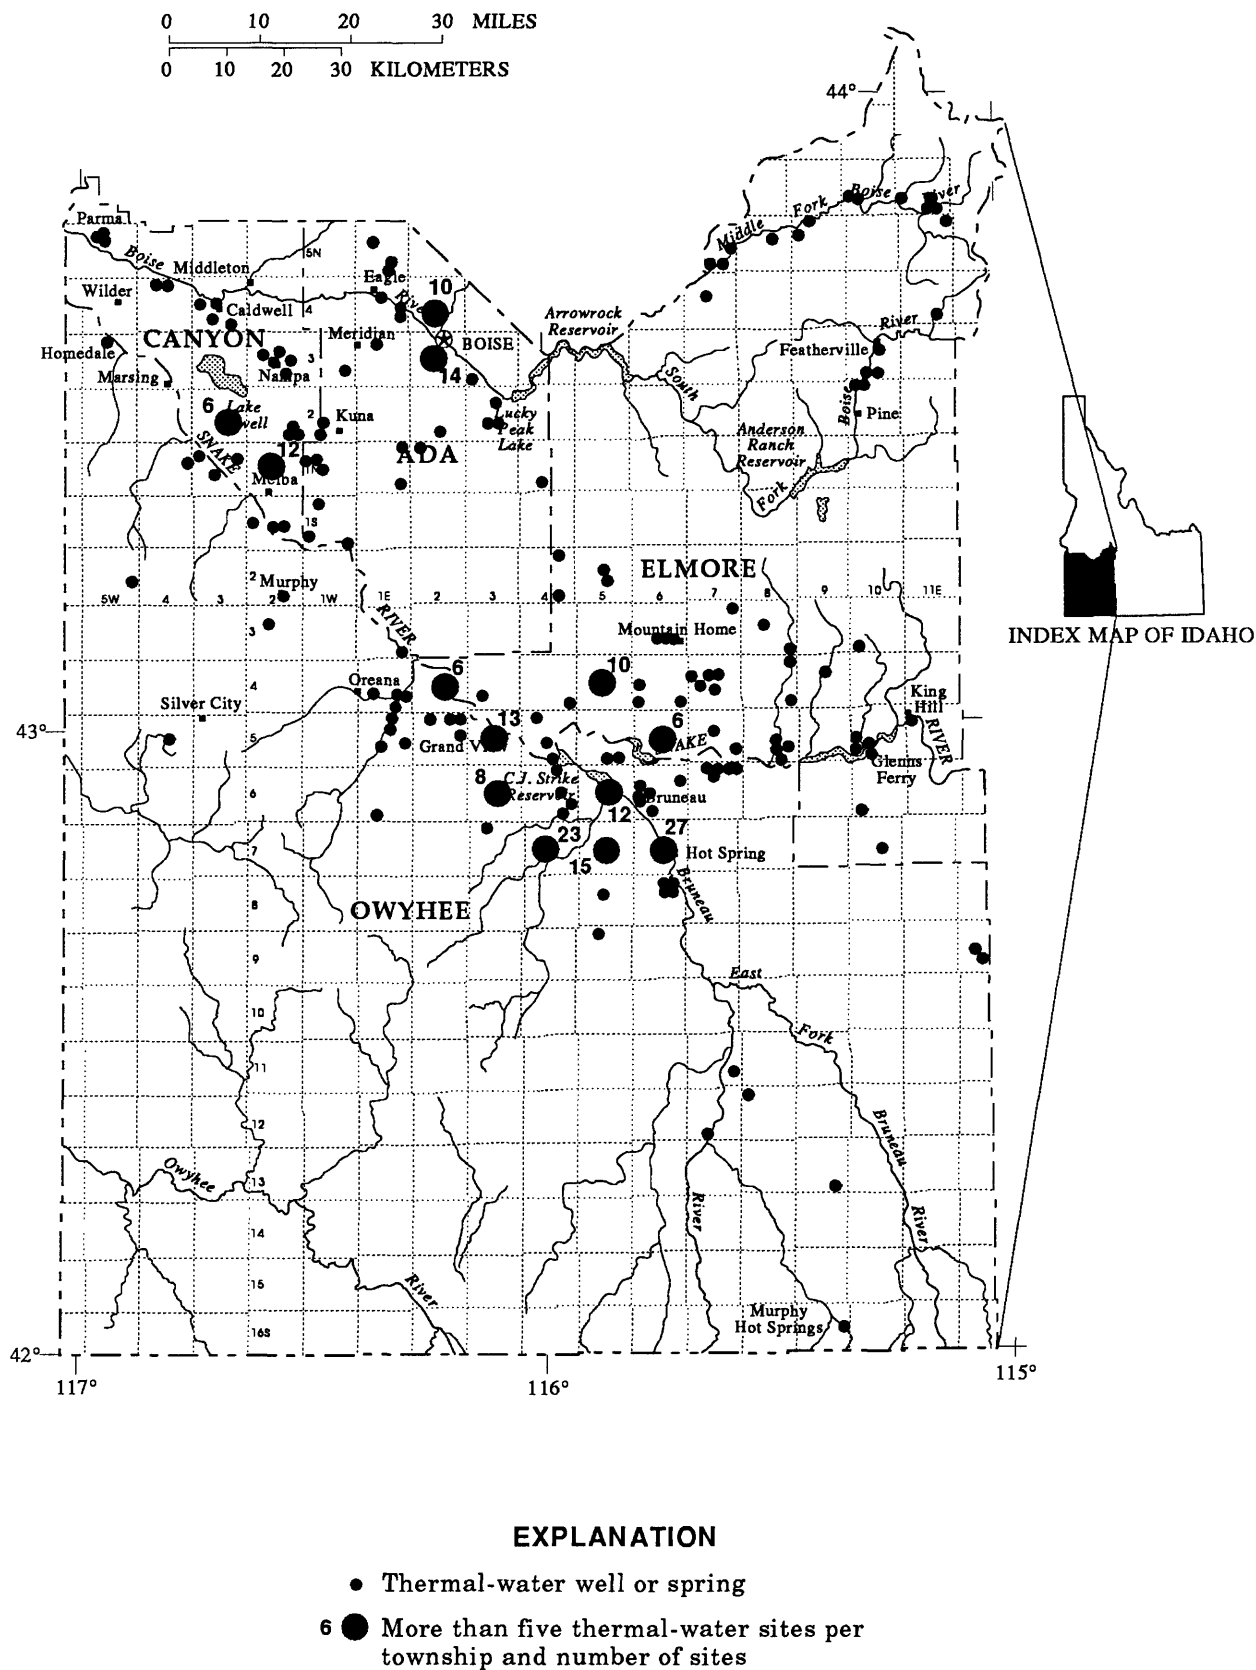 0 10 20 30 MILES
0 10 20 30 KILOMETERS
44°
Parma
Boise
Middleton
Wilder
Caldwell
CANYON
Homedale
Marsing
Nampa
6
Lake
SNAKE
12
Melba
5N
4
3
2
1
1N
1S
Eagle
10
River
Meridian
BOISE
14
Kuna
ADA
Lucky
Peak
Lake
Arrowrock
Reservoir
Middle
Fork
Boise
River
South
River
Featherville
Boise
Pine
Anderson
Ranch
Reservoir
Fork
ELMORE
INDEX MAP OF IDAHO
2
Murphy
5W 4 3 2 1W 1E 2 3 4 5 6 7 8 9 10 11E
3
RIVER
Mountain Home
6
10
4
Oreana
Silver City
King
Hill
43°
5
13
Grand View
6
RIVER
Glenns
Ferry
8
C.J. Strike
Reservoir
6
Bruneau
12
23
27
7
15
Hot Spring
Bruneau
8
OWYHEE
9
East
10
Fork
11
12
Bruneau
Owyhee
13
River
River
14
15
River
Murphy
Hot Springs
16S
42°
117°
116°
115°
EXPLANATION
Thermal-water well or spring
6 More than five thermal-water sites per
township and number of sites